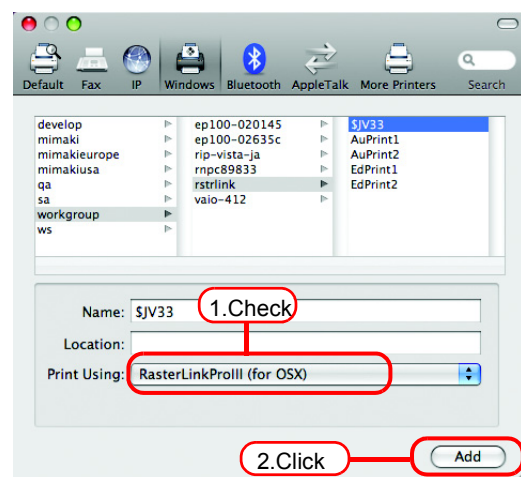 Default Fax IP Windows Bluetooth AppleTalk More Printers Search
develop ep100-020145 $JV33
mimaki ep100-02635c AuPrint1
mimakieurope rip-vista-ja AuPrint2
mimakiusa rnpc89833 EdPrint1
qa rstrlink EdPrint2
sa vaio-412
workgroup
ws
Name: $JV33
1.Check
Location:
Print Using: RasterLinkProIII (for OSX)
2.Click Add